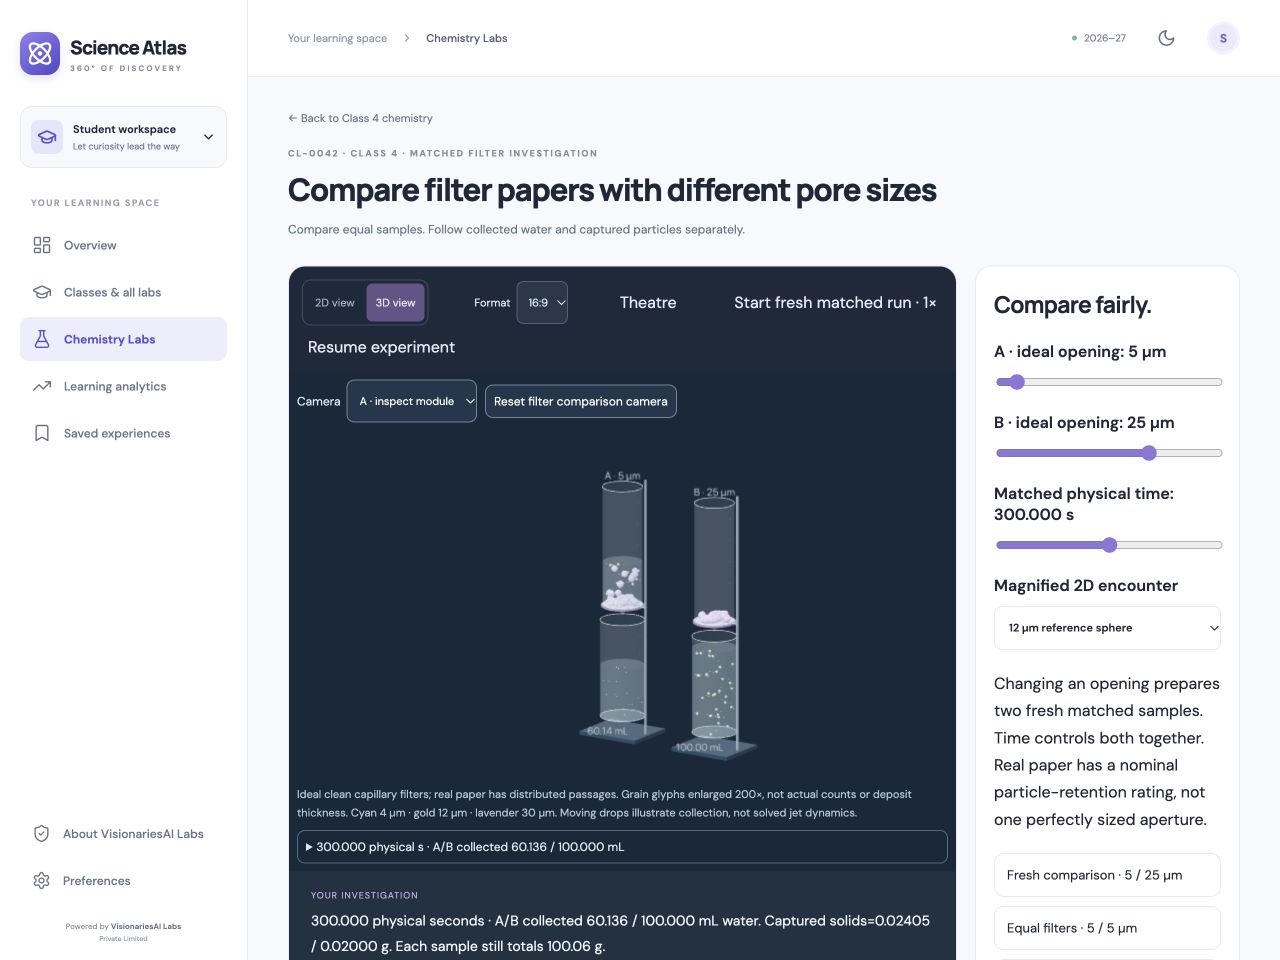 Science Atlas
360° OF DISCOVERY
Student workspace
Let curiosity lead the way
YOUR LEARNING SPACE
Overview
Classes & all labs
Chemistry Labs
Learning analytics
Saved experiences
About VisionariesAI Labs
Preferences
Powered by VisionariesAI Labs
Private Limited
Your learning space > Chemistry Labs
2026–27
S
← Back to Class 4 chemistry
CL-0042 · CLASS 4 · MATCHED FILTER INVESTIGATION
Compare filter papers with different pore sizes
Compare equal samples. Follow collected water and captured particles separately.
2D view 3D view Format 16:9 Theatre Start fresh matched run · 1×
Resume experiment
Camera A · inspect module Reset filter comparison camera
A · 5 µm
B · 25 µm
60.14 mL
100.00 mL
Ideal clean capillary filters; real paper has distributed passages. Grain glyphs enlarged 200×, not actual counts or deposit
thickness. Cyan 4 µm · gold 12 µm · lavender 30 µm. Moving drops illustrate collection, not solved jet dynamics.
▶ 300.000 physical s · A/B collected 60.136 / 100.000 mL
YOUR INVESTIGATION
300.000 physical seconds · A/B collected 60.136 / 100.000 mL water. Captured solids=0.02405
/ 0.02000 g. Each sample still totals 100.06 g.
Compare fairly.
A · ideal opening: 5 µm
B · ideal opening: 25 µm
Matched physical time:
300.000 s
Magnified 2D encounter
12 µm reference sphere
Changing an opening prepares
two fresh matched samples.
Time controls both together.
Real paper has a nominal
particle-retention rating, not
one perfectly sized aperture.
Fresh comparison · 5 / 25 µm
Equal filters · 5 / 5 µm